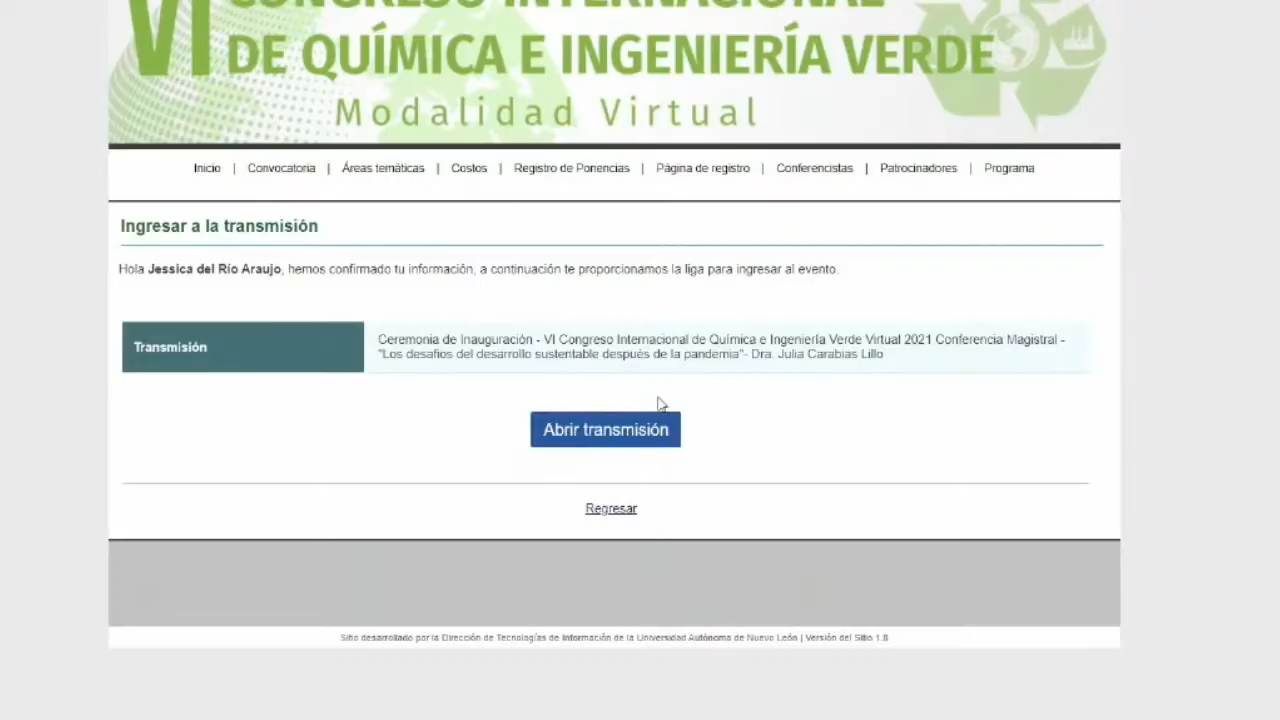 VI CONGRESO INTERNACIONAL
DE QUÍMICA E INGENIERÍA VERDE
Modalidad Virtual
Inicio | Convocatoria | Áreas temáticas | Costos | Registro de Ponencias | Página de registro | Conferencistas | Patrocinadores | Programa
Ingresar a la transmisión
Hola Jessica del Río Araujo, hemos confirmado tu información, a continuación te proporcionamos la liga para ingresar al evento.
Transmisión
Ceremonia de Inauguración - VI Congreso Internacional de Química e Ingeniería Verde Virtual 2021 Conferencia Magistral -
"Los desafíos del desarrollo sustentable después de la pandemia"- Dra. Julia Carabias Lillo
Abrir transmisión
Regresar
Sitio desarrollado por la Dirección de Tecnologías de Información de la Universidad Autónoma de Nuevo León | Versión del Sitio 1.0